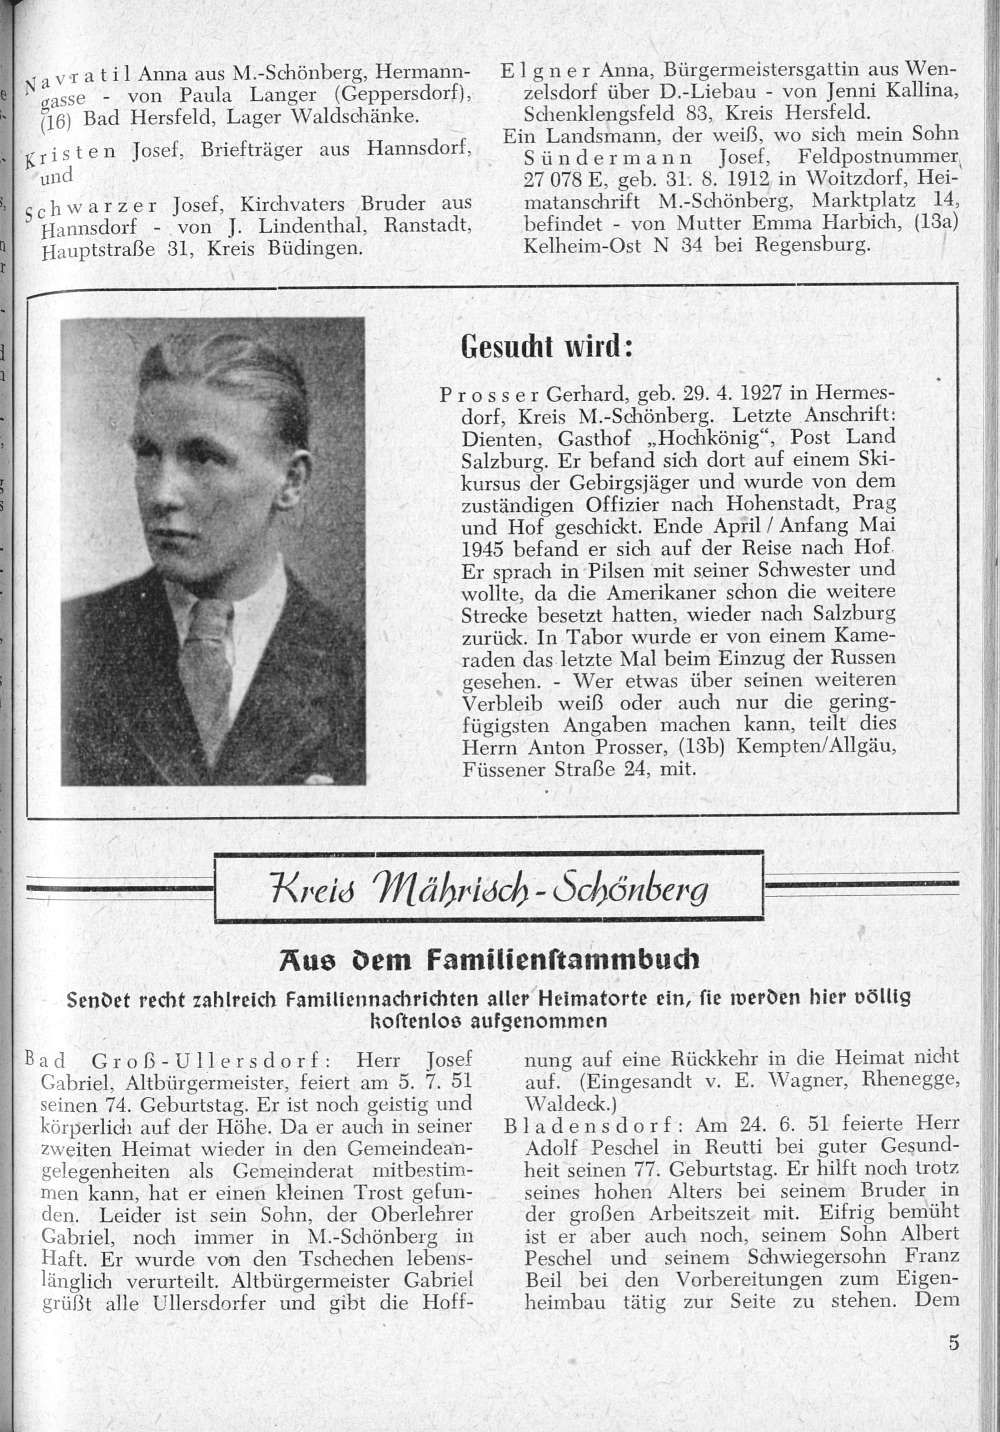 Navratil Anna aus M.-Schönberg, Hermann-
gasse - von Paula Langer (Geppersdorf),
(16) Bad Hersfeld, Lager Waldschänke.
Kristen Josef, Briefträger aus Hannsdorf,
und
Schwarzer Josef, Kirchvaters Bruder aus
Hannsdorf - von J. Lindenthal, Ranstadt,
Hauptstraße 31, Kreis Büdingen.
Elgner Anna, Bürgermeistersgattin aus Wen-
zelsdorf über D.-Liebau - von Jenni Kallina,
Schenklengsfeld 83, Kreis Hersfeld.
Ein Landsmann, der weiß, wo sich mein Sohn
Sündermann Josef, Feldpostnummer
27 078 E, geb. 31. 8. 1912 in Woitzdorf, Hei-
matanschrift M.-Schönberg, Marktplatz 14,
befindet - von Mutter Emma Harbich, (13a)
Kelheim-Ost N 34 bei Regensburg.
Gesucht wird:
Prosser Gerhard, geb. 29. 4. 1927 in Hermes-
dorf, Kreis M.-Schönberg. Letzte Anschrift:
Dienten, Gasthof „Hochkönig“, Post Land
Salzburg. Er befand sich dort auf einem Ski-
kursus der Gebirgsjäger und wurde von dem
zuständigen Offizier nach Hohenstadt, Prag
und Hof geschickt. Ende April / Anfang Mai
1945 befand er sich auf der Reise nach Hof.
Er sprach in Pilsen mit seiner Schwester und
wollte, da die Amerikaner schon die weitere
Strecke besetzt hatten, wieder nach Salzburg
zurück. In Tabor wurde er von einem Kame-
raden das letzte Mal beim Einzug der Russen
gesehen. - Wer etwas über seinen weiteren
Verbleib weiß oder auch nur die gering-
fügigsten Angaben machen kann, teilt dies
Herrn Anton Prosser, (13b) Kempten/Allgäu,
Füssener Straße 24, mit.
Kreis Mährisch-Schönberg
Aus dem Familienstammbuch
Sendet recht zahlreich Familiennachrichten aller Heimatorte ein, sie werden hier völlig
kostenlos aufgenommen
Bad Groß-Ullersdorf: Herr Josef
Gabriel, Altbürgermeister, feiert am 5. 7. 51
seinen 74. Geburtstag. Er ist noch geistig und
körperlich auf der Höhe. Da er auch in seiner
zweiten Heimat wieder in den Gemeindean-
gelegenheiten als Gemeinderat mitbestim-
men kann, hat er einen kleinen Trost gefun-
den. Leider ist sein Sohn, der Oberlehrer
Gabriel, noch immer in M.-Schönberg in
Haft. Er wurde von den Tschechen lebens-
länglich verurteilt. Altbürgermeister Gabriel
grüßt alle Ullersdorfer und gibt die Hoff-
nung auf eine Rückkehr in die Heimat nicht
auf. (Eingesandt v. E. Wagner, Rhenegge,
Waldeck.)
Bladensdorf: Am 24. 6. 51 feierte Herr
Adolf Peschel in Reutti bei guter Gesund-
heit seinen 77. Geburtstag. Er hilft noch trotz
seines hohen Alters bei seinem Bruder in
der großen Arbeitszeit mit. Eifrig bemüht
ist er aber auch noch, seinem Sohn Albert
Peschel und seinem Schwiegersohn Franz
Beil bei den Vorbereitungen zum Eigen-
heimbau tätig zur Seite zu stehen. Dem
5